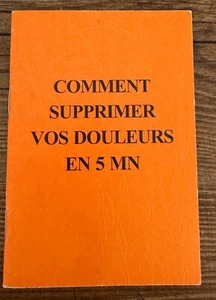 COMMENT
SUPPRIMER
VOS DOULEURS
EN 5 MN